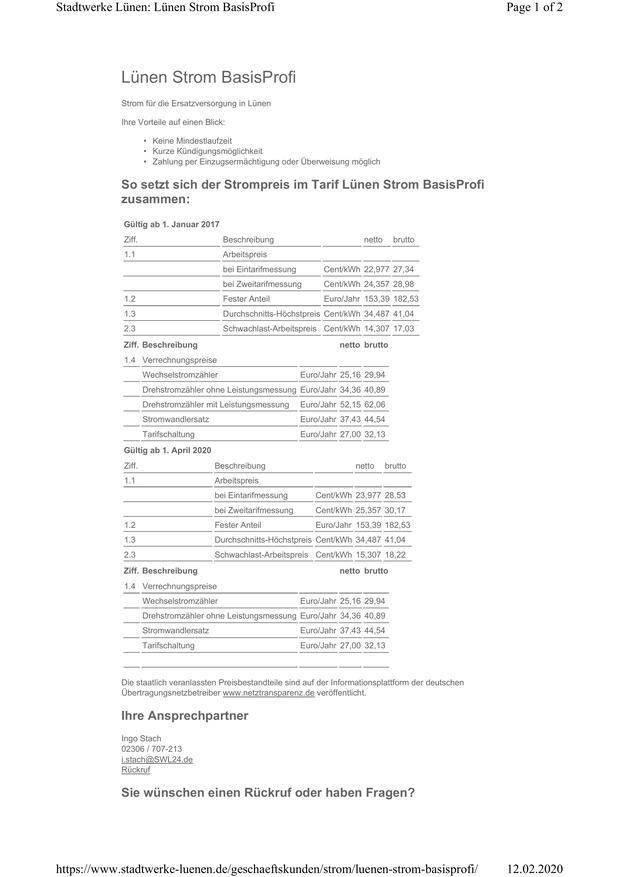 Stadtwerke Lünen: Lünen Strom BasisProfi Page 1 of 2
Lünen Strom BasisProfi
Strom für die Ersatzversorgung in Lünen
Ihre Vorteile auf einen Blick:
• Keine Mindestlaufzeit
• Kurze Kündigungsmöglichkeit
• Zahlung per Einzugsermächtigung oder Überweisung möglich
So setzt sich der Strompreis im Tarif Lünen Strom BasisProfi
zusammen:
Gültig ab 1. Januar 2017
Ziff. Beschreibung netto brutto
1.1 Arbeitspreis
bei Eintarifmessung Cent/kWh 22,977 27,34
bei Zweitarifmessung Cent/kWh 24,357 28,98
1.2 Fester Anteil Euro/Jahr 153,39 182,53
1.3 Durchschnitts-Höchstpreis Cent/kWh 34,487 41,04
2.3 Schwachlast-Arbeitspreis Cent/kWh 14,307 17,03
Ziff. Beschreibung netto brutto
1.4 Verrechnungspreise
Wechselstromzähler Euro/Jahr 25,16 29,94
Drehstromzähler ohne Leistungsmessung Euro/Jahr 34,36 40,89
Drehstromzähler mit Leistungsmessung Euro/Jahr 52,15 62,06
Stromwandlersatz Euro/Jahr 37,43 44,54
Tarifschaltung Euro/Jahr 27,00 32,13
Gültig ab 1. April 2020
Ziff. Beschreibung netto brutto
1.1 Arbeitspreis
bei Eintarifmessung Cent/kWh 23,977 28,53
bei Zweitarifmessung Cent/kWh 25,357 30,17
1.2 Fester Anteil Euro/Jahr 153,39 182,53
1.3 Durchschnitts-Höchstpreis Cent/kWh 34,487 41,04
2.3 Schwachlast-Arbeitspreis Cent/kWh 15,307 18,22
Ziff. Beschreibung netto brutto
1.4 Verrechnungspreise
Wechselstromzähler Euro/Jahr 25,16 29,94
Drehstromzähler ohne Leistungsmessung Euro/Jahr 34,36 40,89
Stromwandlersatz Euro/Jahr 37,43 44,54
Tarifschaltung Euro/Jahr 27,00 32,13
Die staatlich veranlassten Preisbestandteile sind auf der Informationsplattform der deutschen
Übertragungsnetzbetreiber www.netztransparenz.de veröffentlicht.
Ihre Ansprechpartner
Ingo Stach
02306 / 707-213
i.stach@SWL24.de
Rückruf
Sie wünschen einen Rückruf oder haben Fragen?
https://www.stadtwerke-luenen.de/geschaeftskunden/strom/luenen-strom-basisprofi/ 12.02.2020